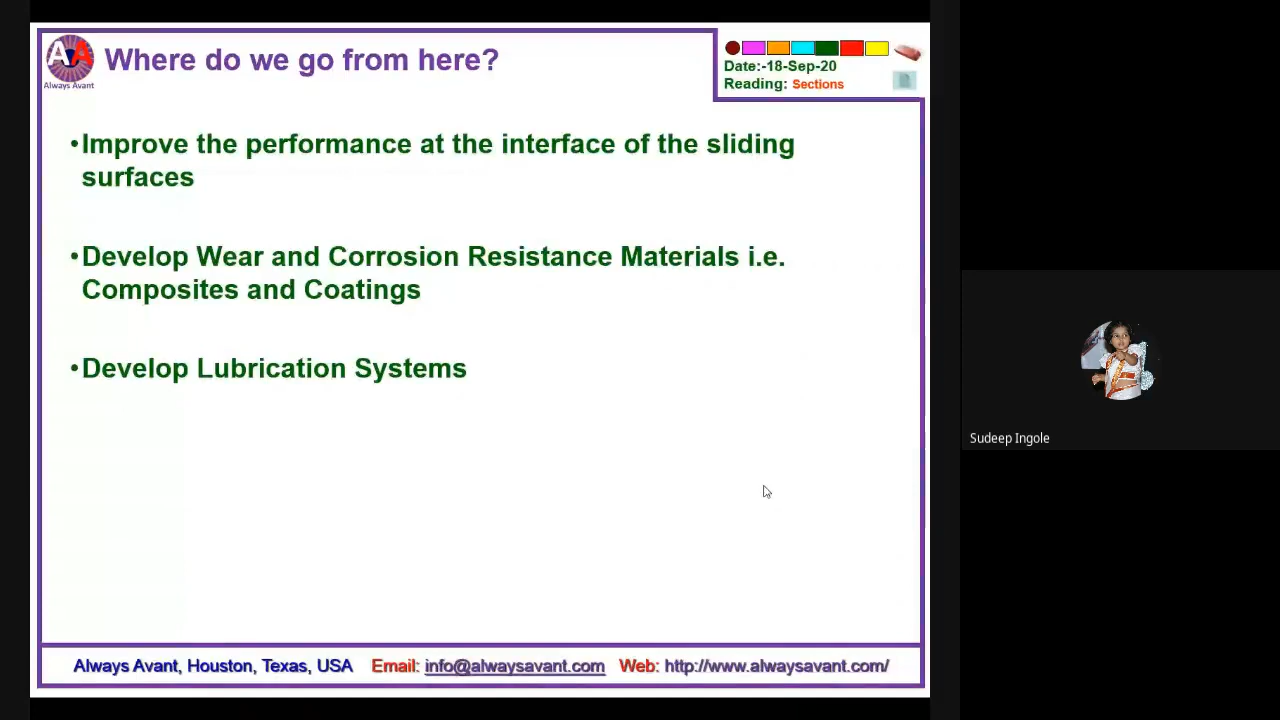 AVA
Always Avant
Where do we go from here?
Date:-18-Sep-20
Reading: Sections
•Improve the performance at the interface of the sliding
surfaces
•Develop Wear and Corrosion Resistance Materials i.e.
Composites and Coatings
•Develop Lubrication Systems
Sudeep Ingole
Always Avant, Houston, Texas, USA Email: info@alwaysavant.com Web: http://www.alwaysavant.com/